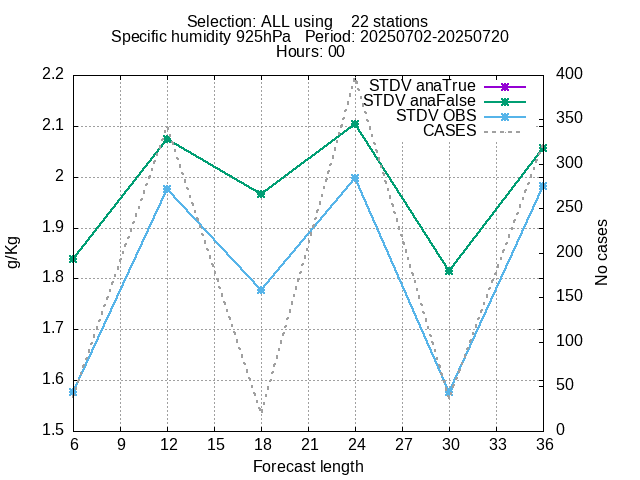 Selection: ALL using    22 stations
Specific humidity 925hPa   Period: 20250702-20250720
Hours: 00
STDV anaTrue
STDV anaFalse
STDV OBS
CASES
2.2
2.1
2
1.9
1.8
1.7
1.6
1.5
g/Kg
400
350
300
250
200
150
100
50
0
No cases
6 9 12 15 18 21 24 27 30 33 36
Forecast length